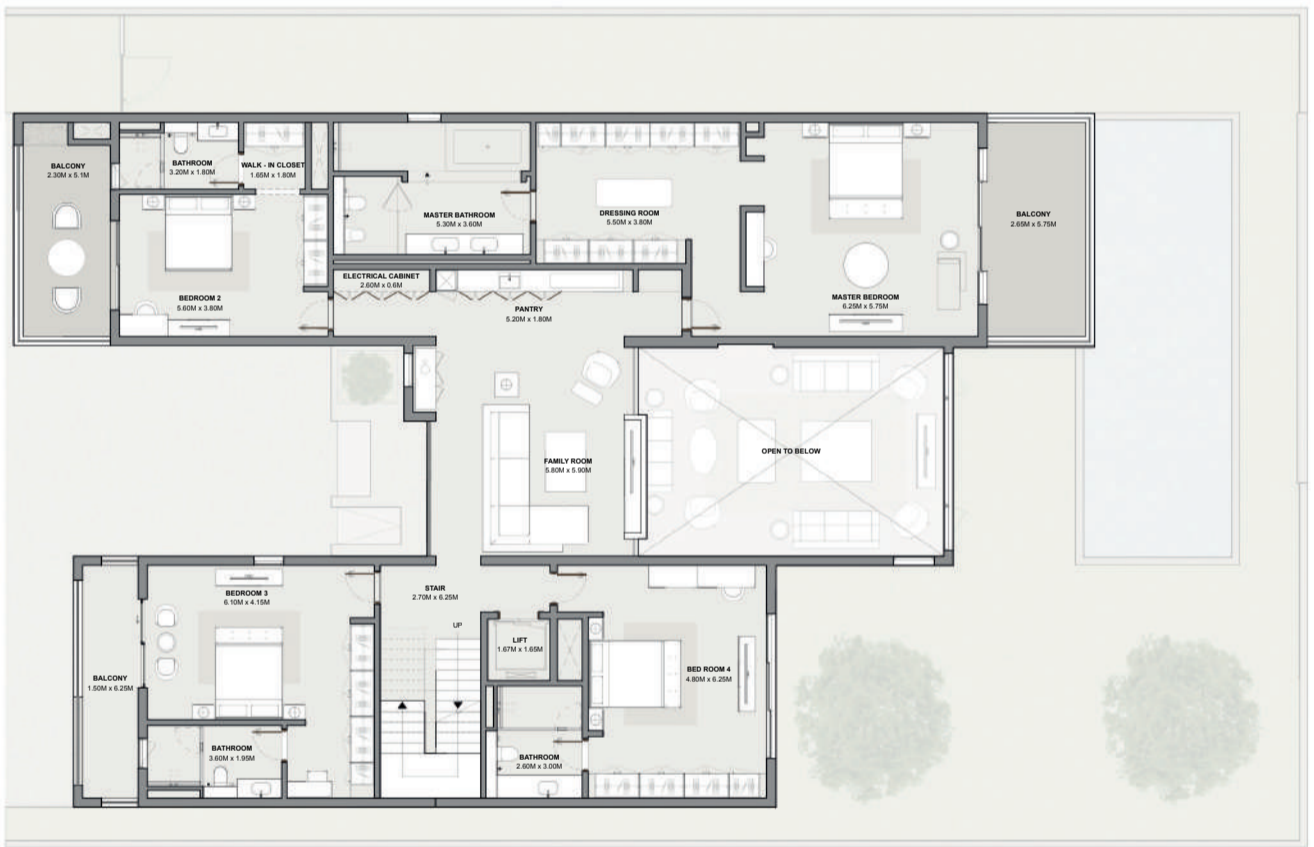 BALCONY
2.30M x 5.1M
BATHROOM
3.20M x 1.80M
WALK - IN CLOSET
1.65M x 1.80M
MASTER BATHROOM
5.30M x 3.60M
DRESSING ROOM
5.50M x 3.80M
BALCONY
2.65M x 5.75M
BEDROOM 2
5.60M x 3.80M
ELECTRICAL CABINET
2.60M x 0.6M
PANTRY
5.20M x 1.80M
MASTER BEDROOM
6.25M x 5.75M
FAMILY ROOM
5.80M x 5.90M
OPEN TO BELOW
BEDROOM 3
6.10M x 4.15M
STAIR
2.70M x 6.25M
UP
LIFT
1.67M x 1.65M
BED ROOM 4
4.80M x 6.25M
BALCONY
1.50M x 6.25M
BATHROOM
3.60M x 1.95M
BATHROOM
2.60M x 3.00M